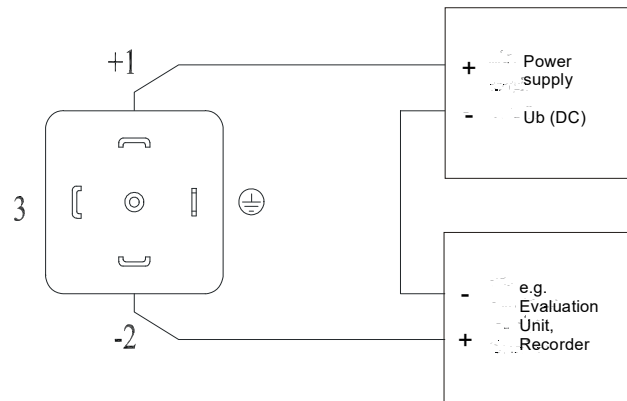 +1
+ Power
supply
- Ub (DC)
3
- e.g.
Evaluation
Unit,
+ Recorder
-2